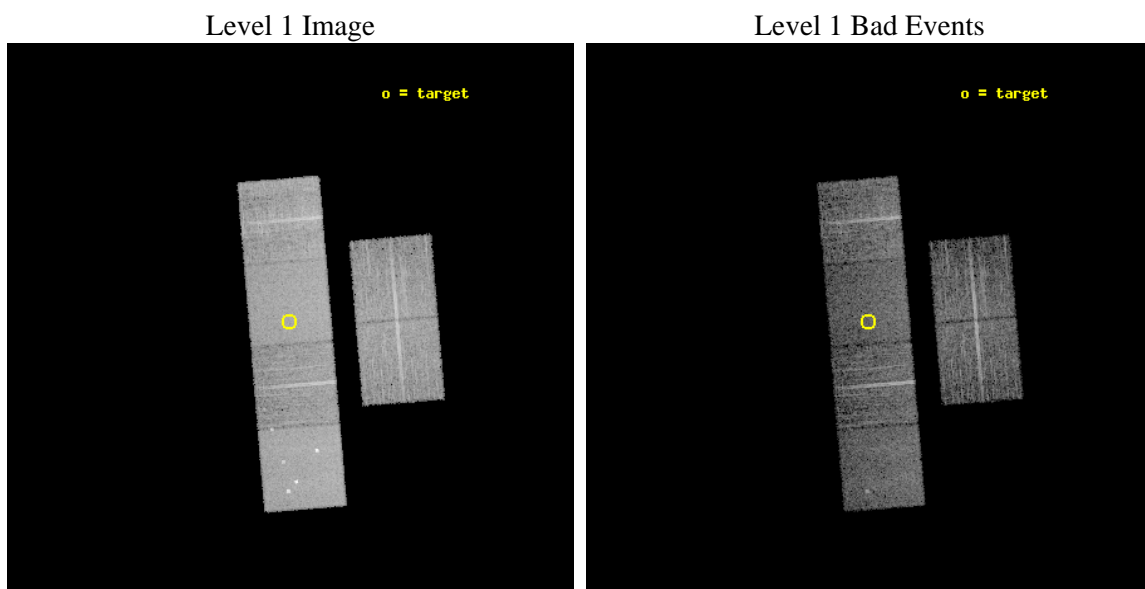 Level 1 Image
Level 1 Bad Events
o = target
o = target